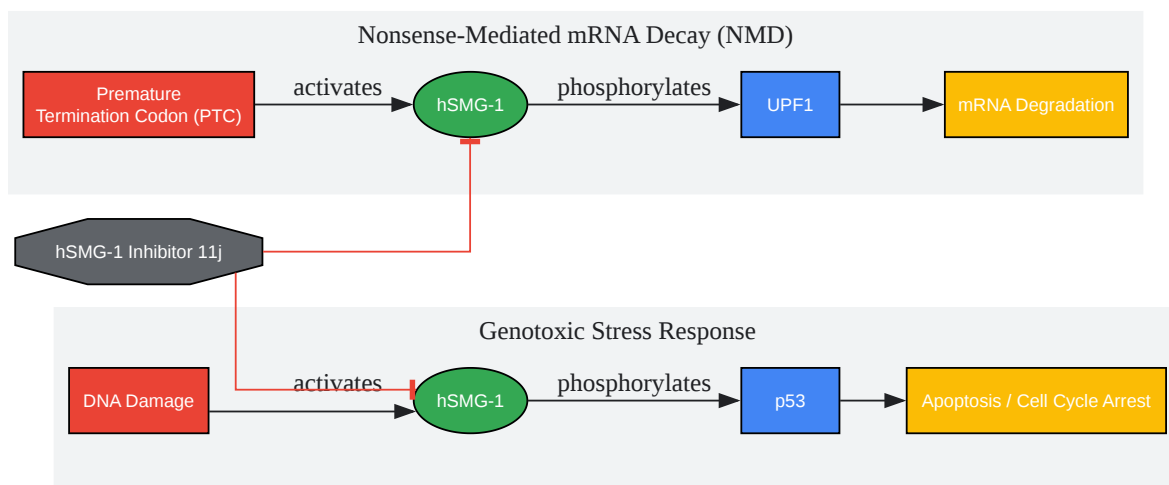 Nonsense-Mediated mRNA Decay (NMD)
Premature
Termination Codon (PTC)
activates
hSMG-1
phosphorylates
UPF1
mRNA Degradation
hSMG-1 Inhibitor 11j
Genotoxic Stress Response
DNA Damage
activates
hSMG-1
phosphorylates
p53
Apoptosis / Cell Cycle Arrest